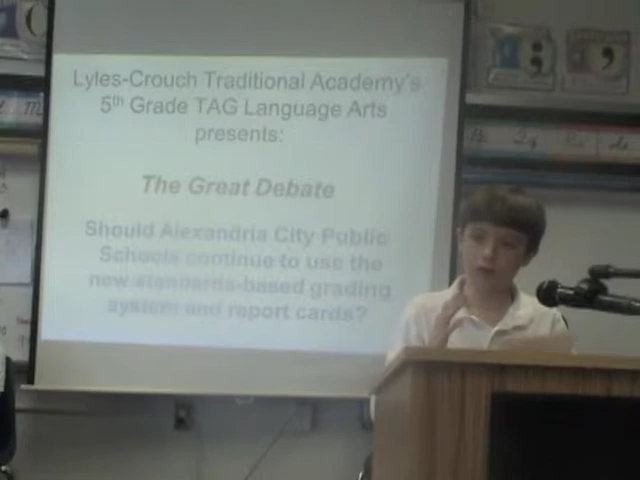 Lyles-Crouch Traditional Academy's
5th Grade TAG Language Arts
presents:
The Great Debate
Should Alexandria City Public
Schools continue to use the
new standards-based grading
system and raport cards?